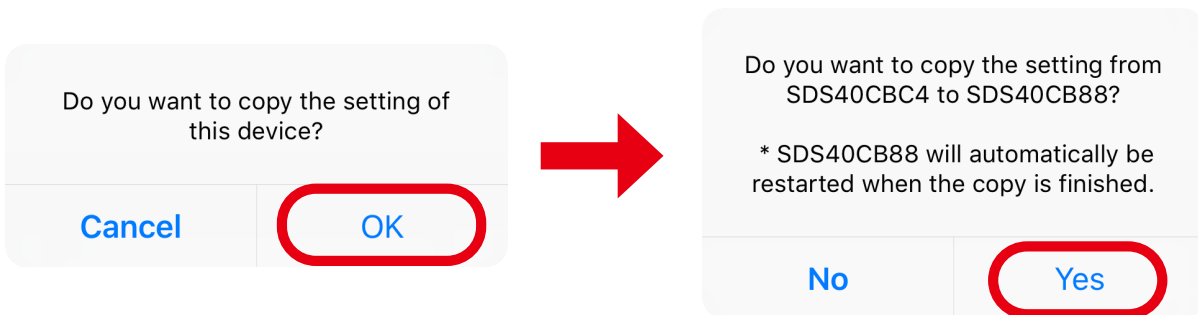 Do you want to copy the setting of
this device?
Cancel
OK
Do you want to copy the setting from
SDS40CBC4 to SDS40CB88?
* SDS40CB88 will automatically be
restarted when the copy is finished.
No
Yes